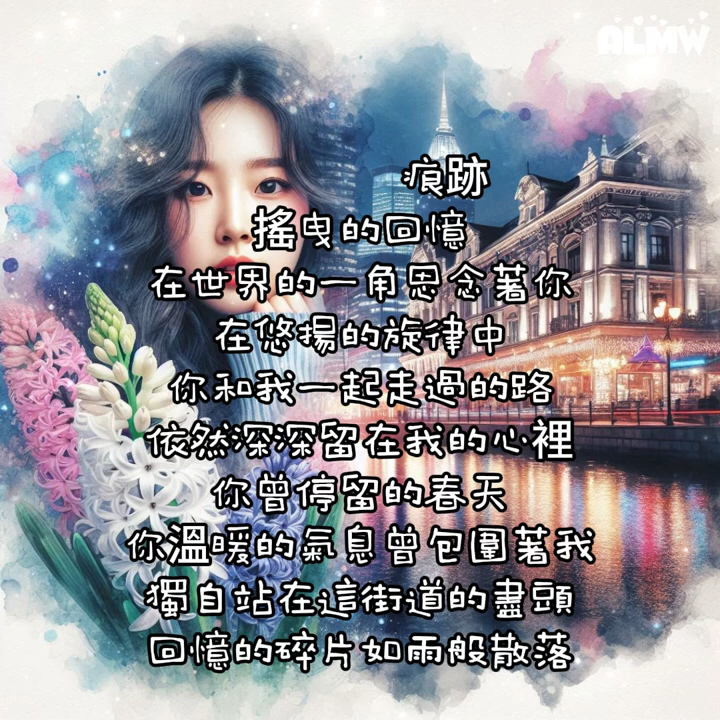 ALMW
痕跡
搖曳的回憶
在世界的一角思念著你
在悠揚的旋律中
你和我一起走過的路
依然深深留在我的心裡
你曾停留的春天
你溫暖的氣息曾包圍著我
獨自站在這街道的盡頭
回憶的碎片如雨般散落